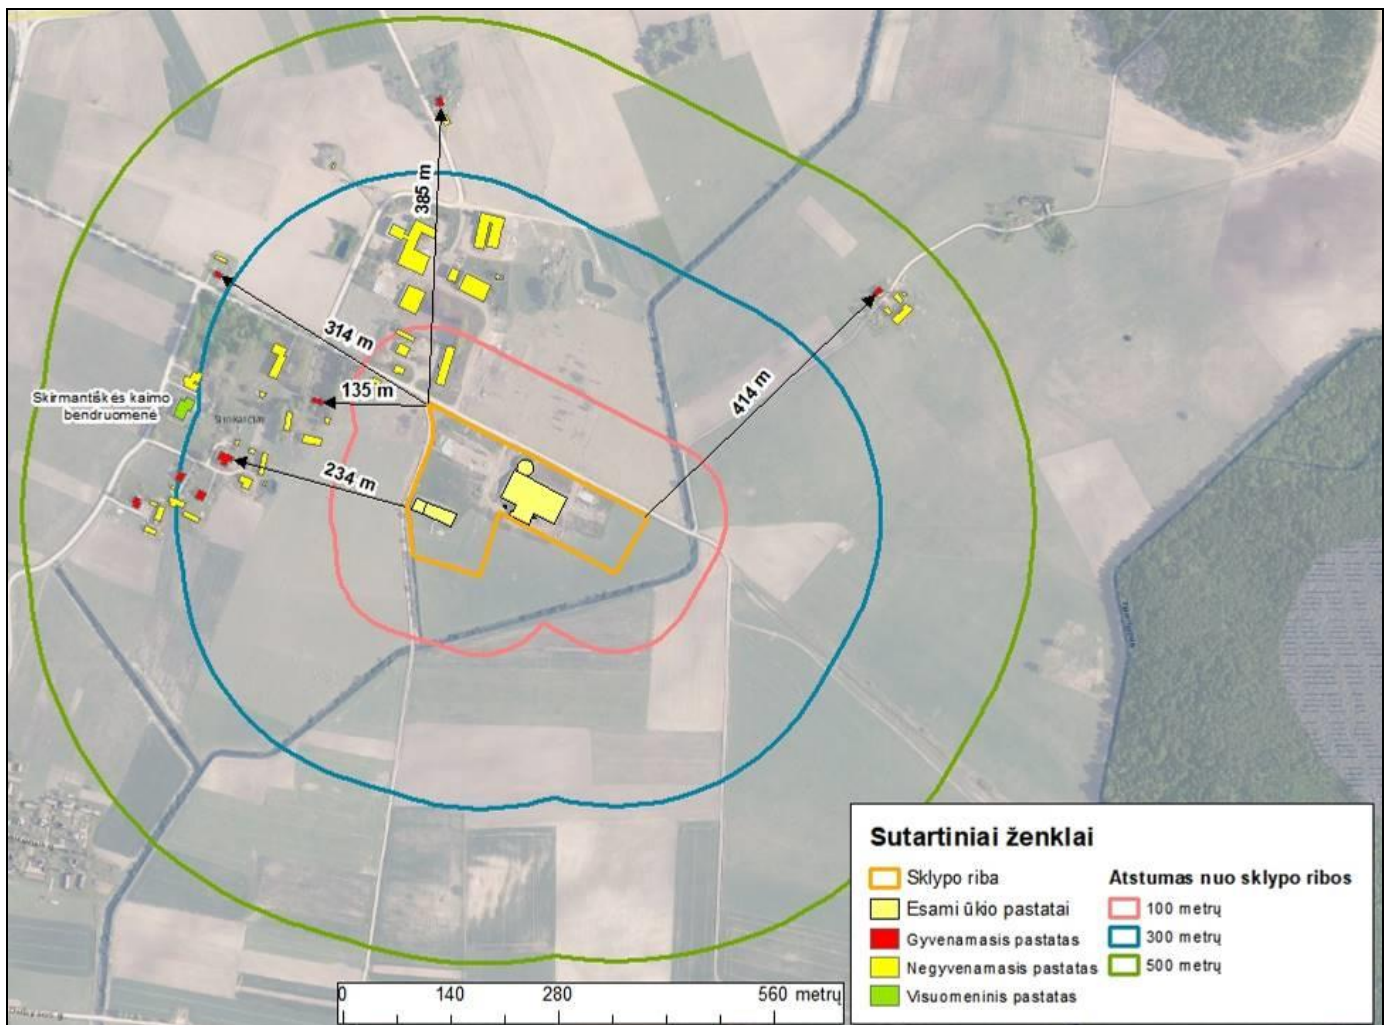 385 m
314 m
135 m
414 m
234 m
Skirmantiškės kaimo
bendruomenė
Sutartiniai ženklai
Sklypo riba
Esami ūkio pastatai
Gyvenamasis pastatas
Negyvenamasis pastatas
Visuomeninis pastatas
Atstumas nuo sklypo ribos
100 metrų
300 metrų
500 metrų
0 140 280 560 metrų